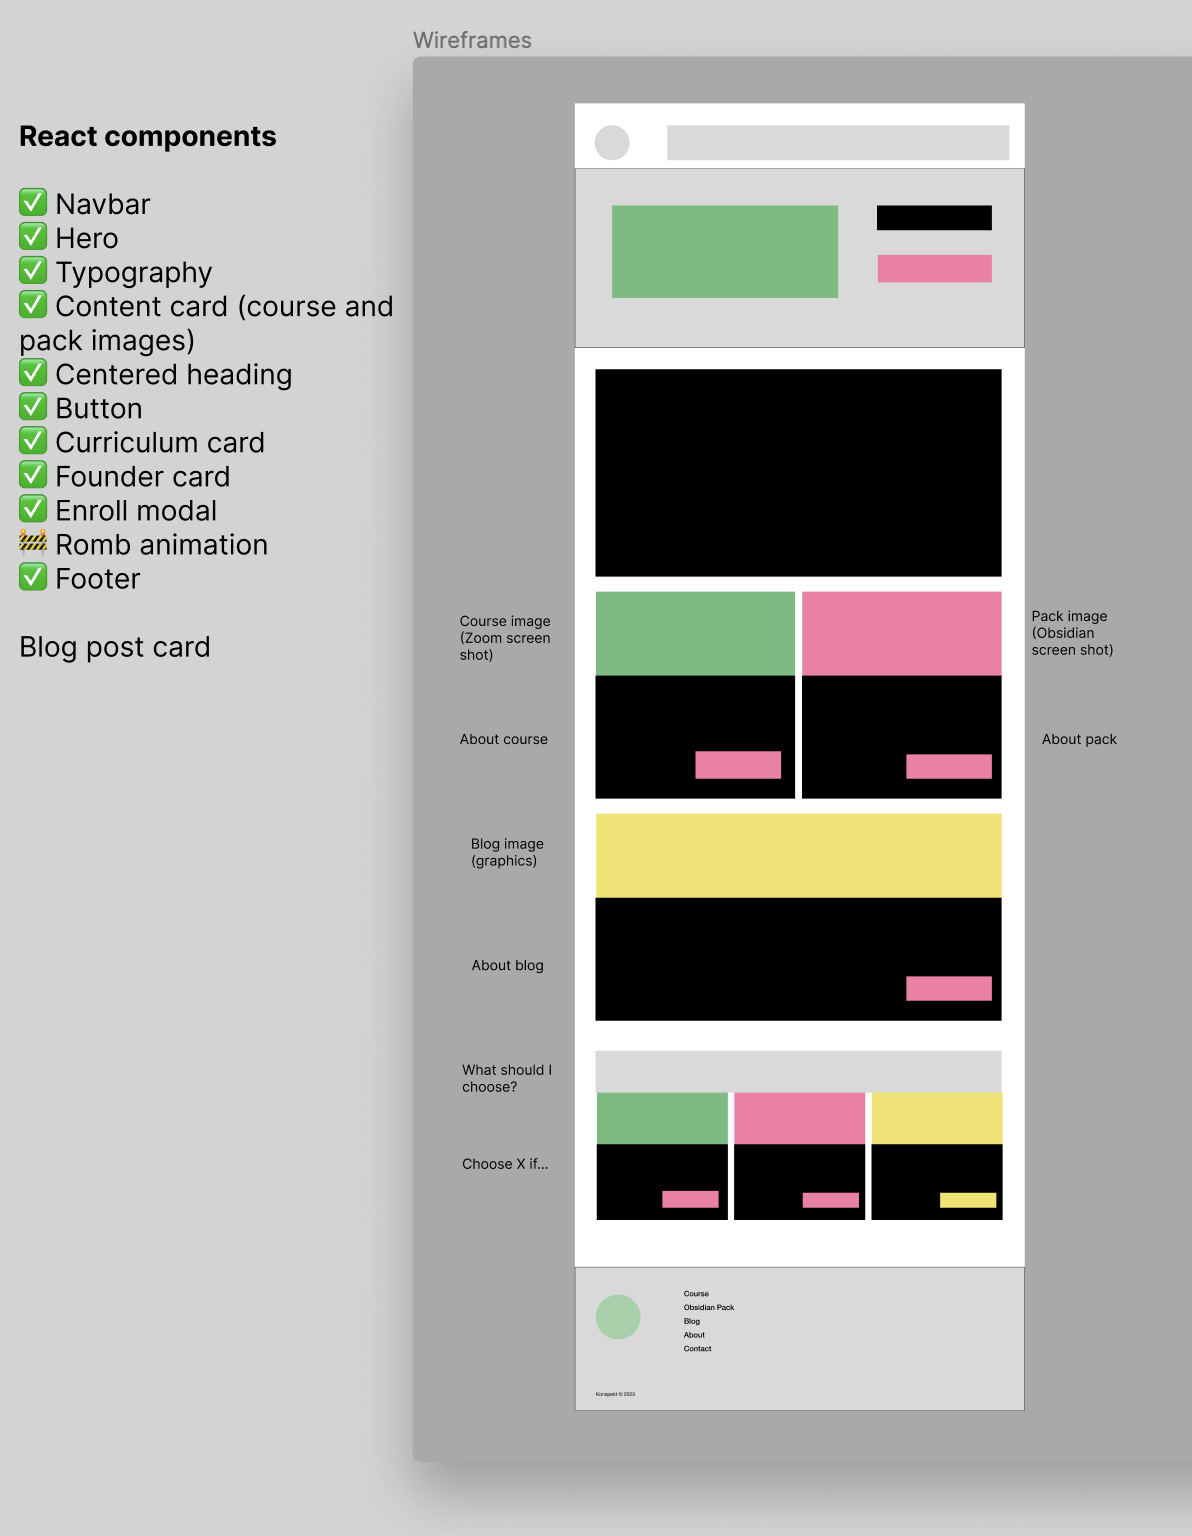 Wireframes
React components
✅ Navbar
✅ Hero
✅ Typography
✅ Content card (course and
pack images)
✅ Centered heading
✅ Button
✅ Curriculum card
✅ Founder card
✅ Enroll modal
🚧 Romb animation
✅ Footer
Blog post card
Course image
(Zoom screen
shot)
Pack image
(Obsidian
screen shot)
About course
About pack
Blog image
(graphics)
About blog
What should I
choose?
Choose X if...
Course
Obsidian Pack
Blog
About
Contact
Konspekt © 2023